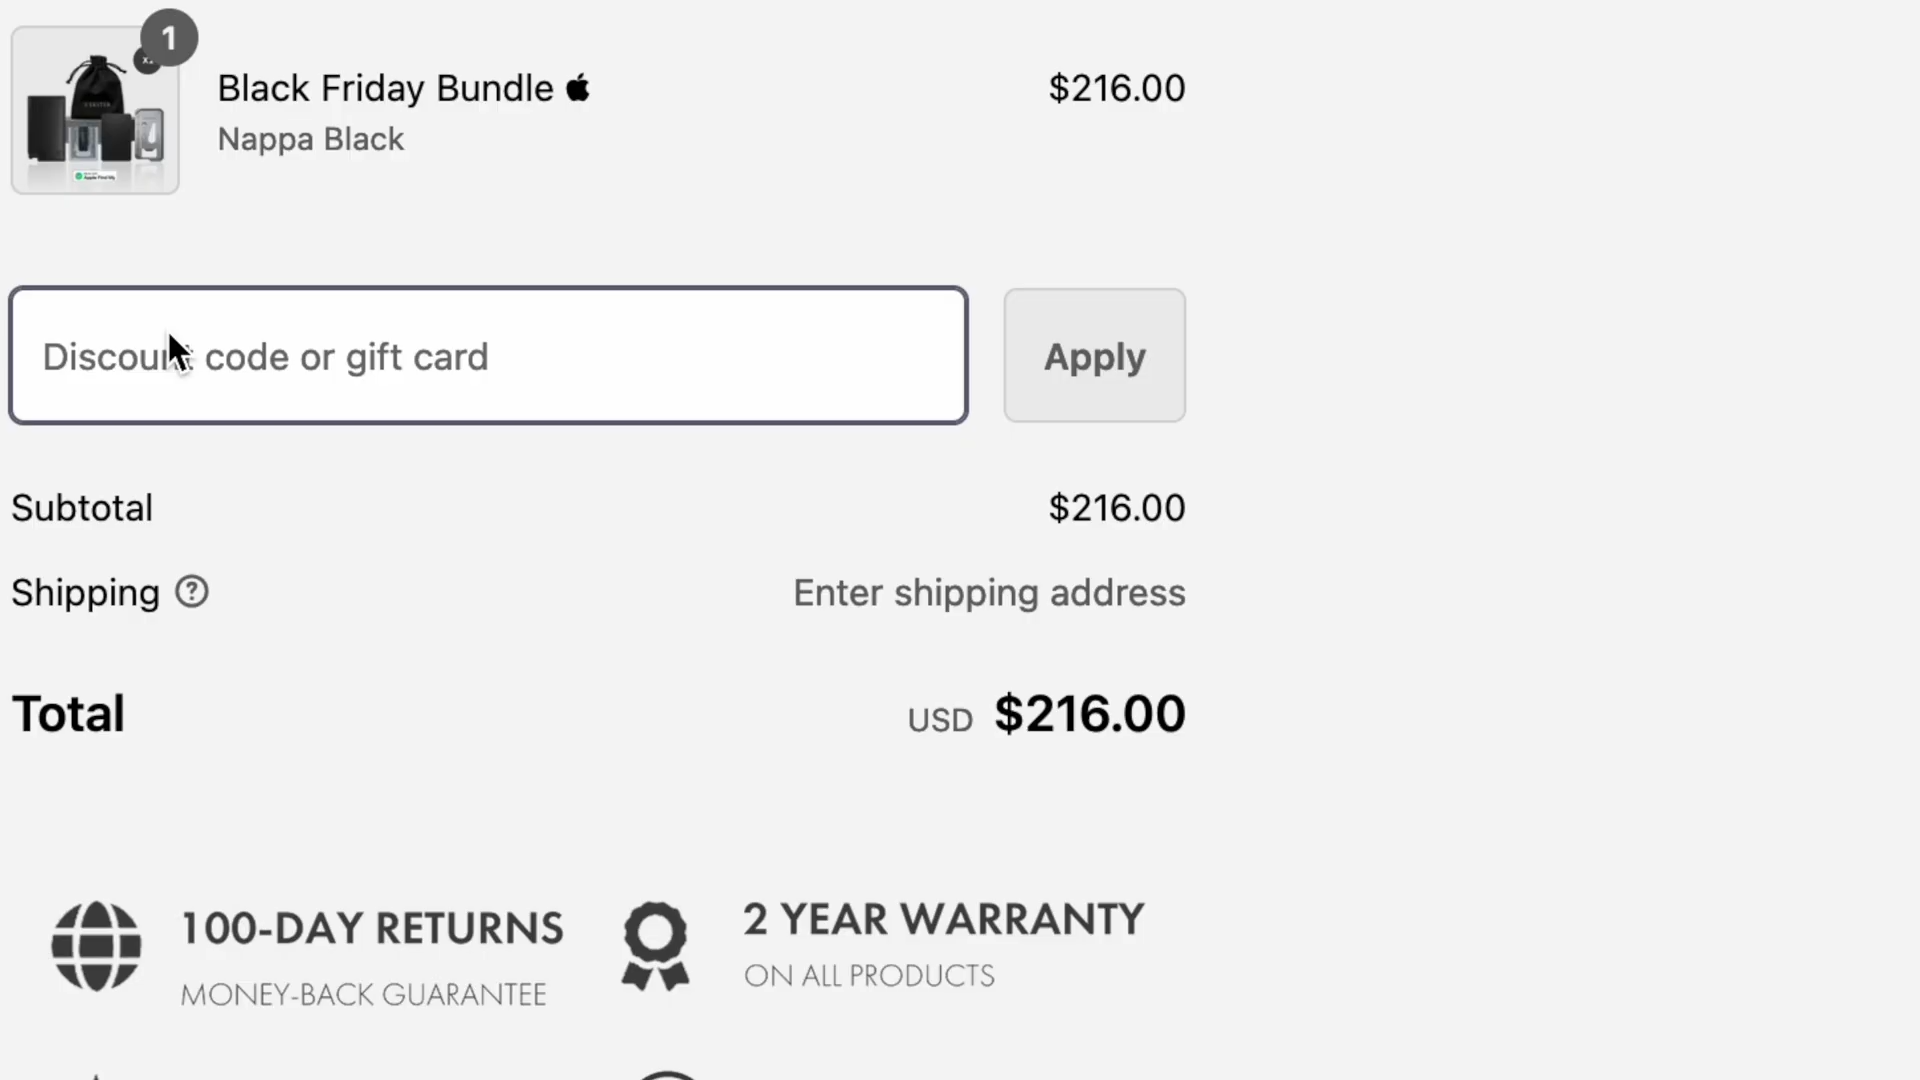 1
Black Friday Bundle
$216.00
Nappa Black
Discount code or gift card
Apply
Subtotal
$216.00
Shipping ?
Enter shipping address
Total
USD $216.00
100-DAY RETURNS
MONEY-BACK GUARANTEE
2 YEAR WARRANTY
ON ALL PRODUCTS